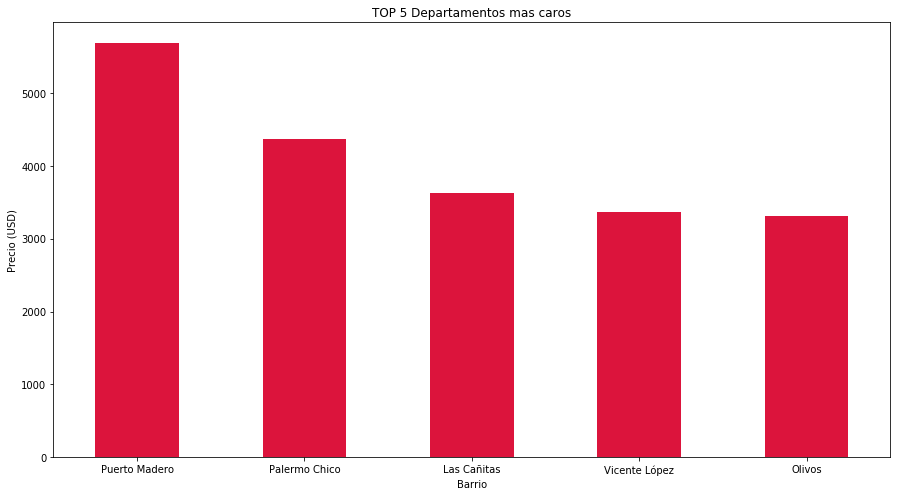 TOP 5 Departamentos mas caros
Precio (USD)
5000
4000
3000
2000
1000
0
Puerto Madero
Palermo Chico
Las Cañitas
Vicente López
Olivos
Barrio